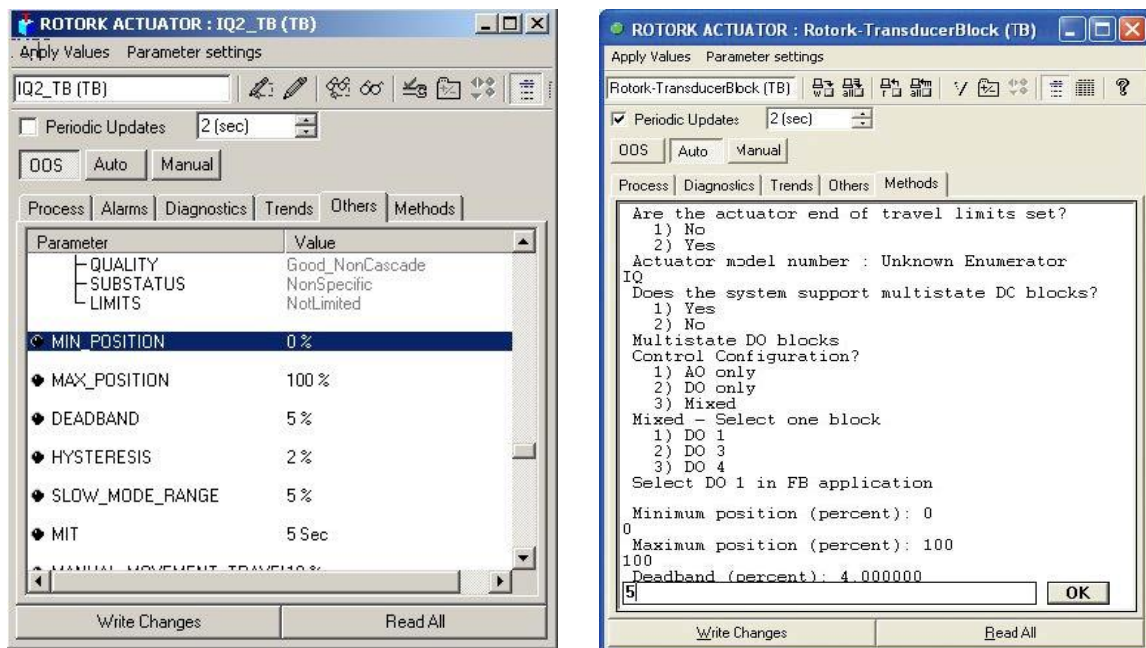 ROTORK ACTUATOR : IQ2_TB (TB)
Apply Values Parameter settings
IQ2_TB (TB)
Periodic Updates 2 (sec)
OOS Auto Manual
Process Alarms Diagnostics Trends Others Methods
Parameter Value
QUALITY Good_NonCascade
SUBSTATUS NonSpecific
LIMITS NotLimited
MIN_POSITION 0 %
MAX_POSITION 100 %
DEADBAND 5 %
HYSTERESIS 2 %
SLOW_MODE_RANGE 5 %
MIT 5 Sec
MANUAL_MOVEMENT_TRAVEL 10 %
Write Changes Read All
ROTORK ACTUATOR : Rotork-TransducerBlock (TB)
Apply Values Parameter settings
Rotork-TransducerBlock (TB)
Periodic Updates 2 (sec)
OOS Auto Manual
Process Diagnostics Trends Others Methods
Are the actuator end of travel limits set?
1) No
2) Yes
Actuator model number : Unknown Enumerator
IQ
Does the system support multistate DC blocks?
1) Yes
2) No
Multistate DO blocks
Control Configuration?
1) AO only
2) DO only
3) Mixed
Mixed - Select one block
1) DO 1
2) DO 3
3) DO 4
Select DO 1 in FB application
Minimum position (percent): 0
0
Maximum position (percent): 100
100
Deadband (percent): 4.000000
5 OK
Write Changes Read All